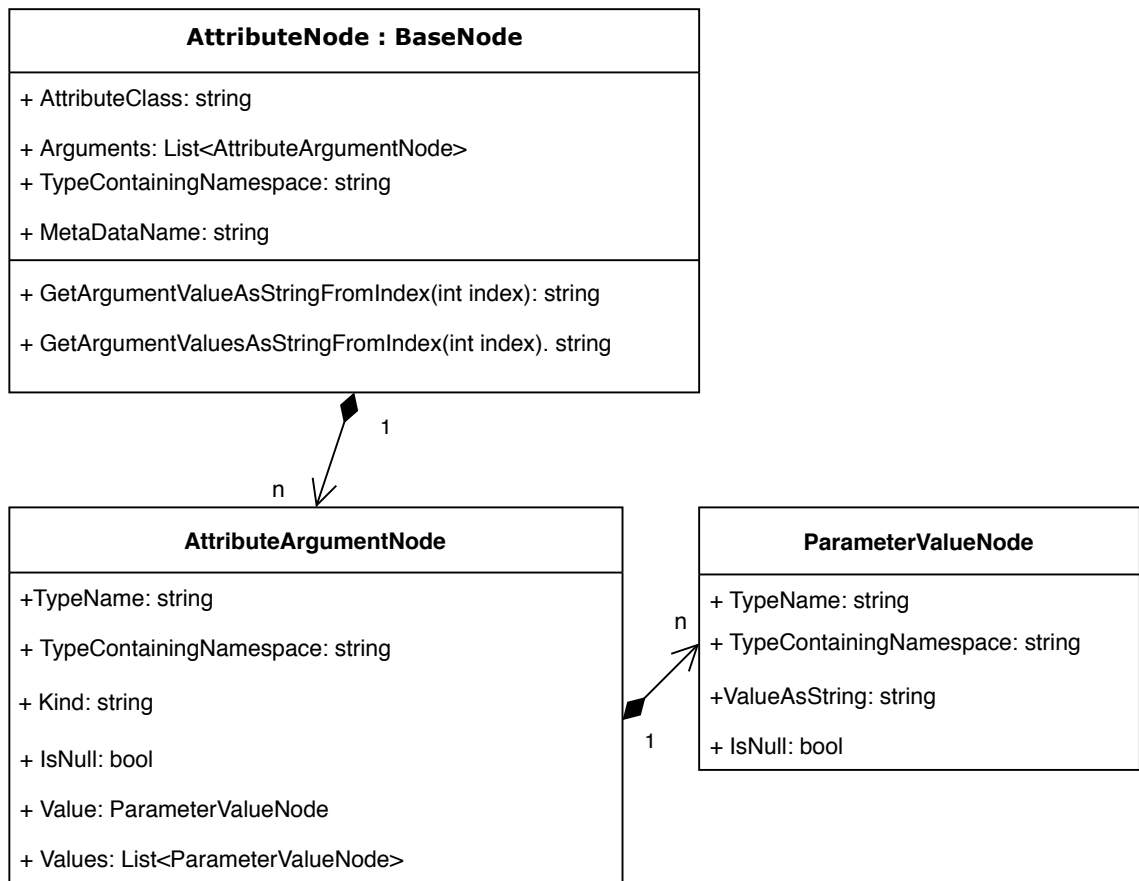 AttributeNode : BaseNode
+ AttributeClass: string
+ Arguments: List<AttributeArgumentNode>
+ TypeContainingNamespace: string
+ MetaDataName: string
+ GetArgumentValueAsStringFromIndex(int index): string
+ GetArgumentValuesAsStringFromIndex(int index). string
1
n
AttributeArgumentNode
+TypeName: string
+ TypeContainingNamespace: string
+ Kind: string
+ IsNull: bool
+ Value: ParameterValueNode
+ Values: List<ParameterValueNode>
1
n
ParameterValueNode
+ TypeName: string
+ TypeContainingNamespace: string
+ValueAsString: string
+ IsNull: bool